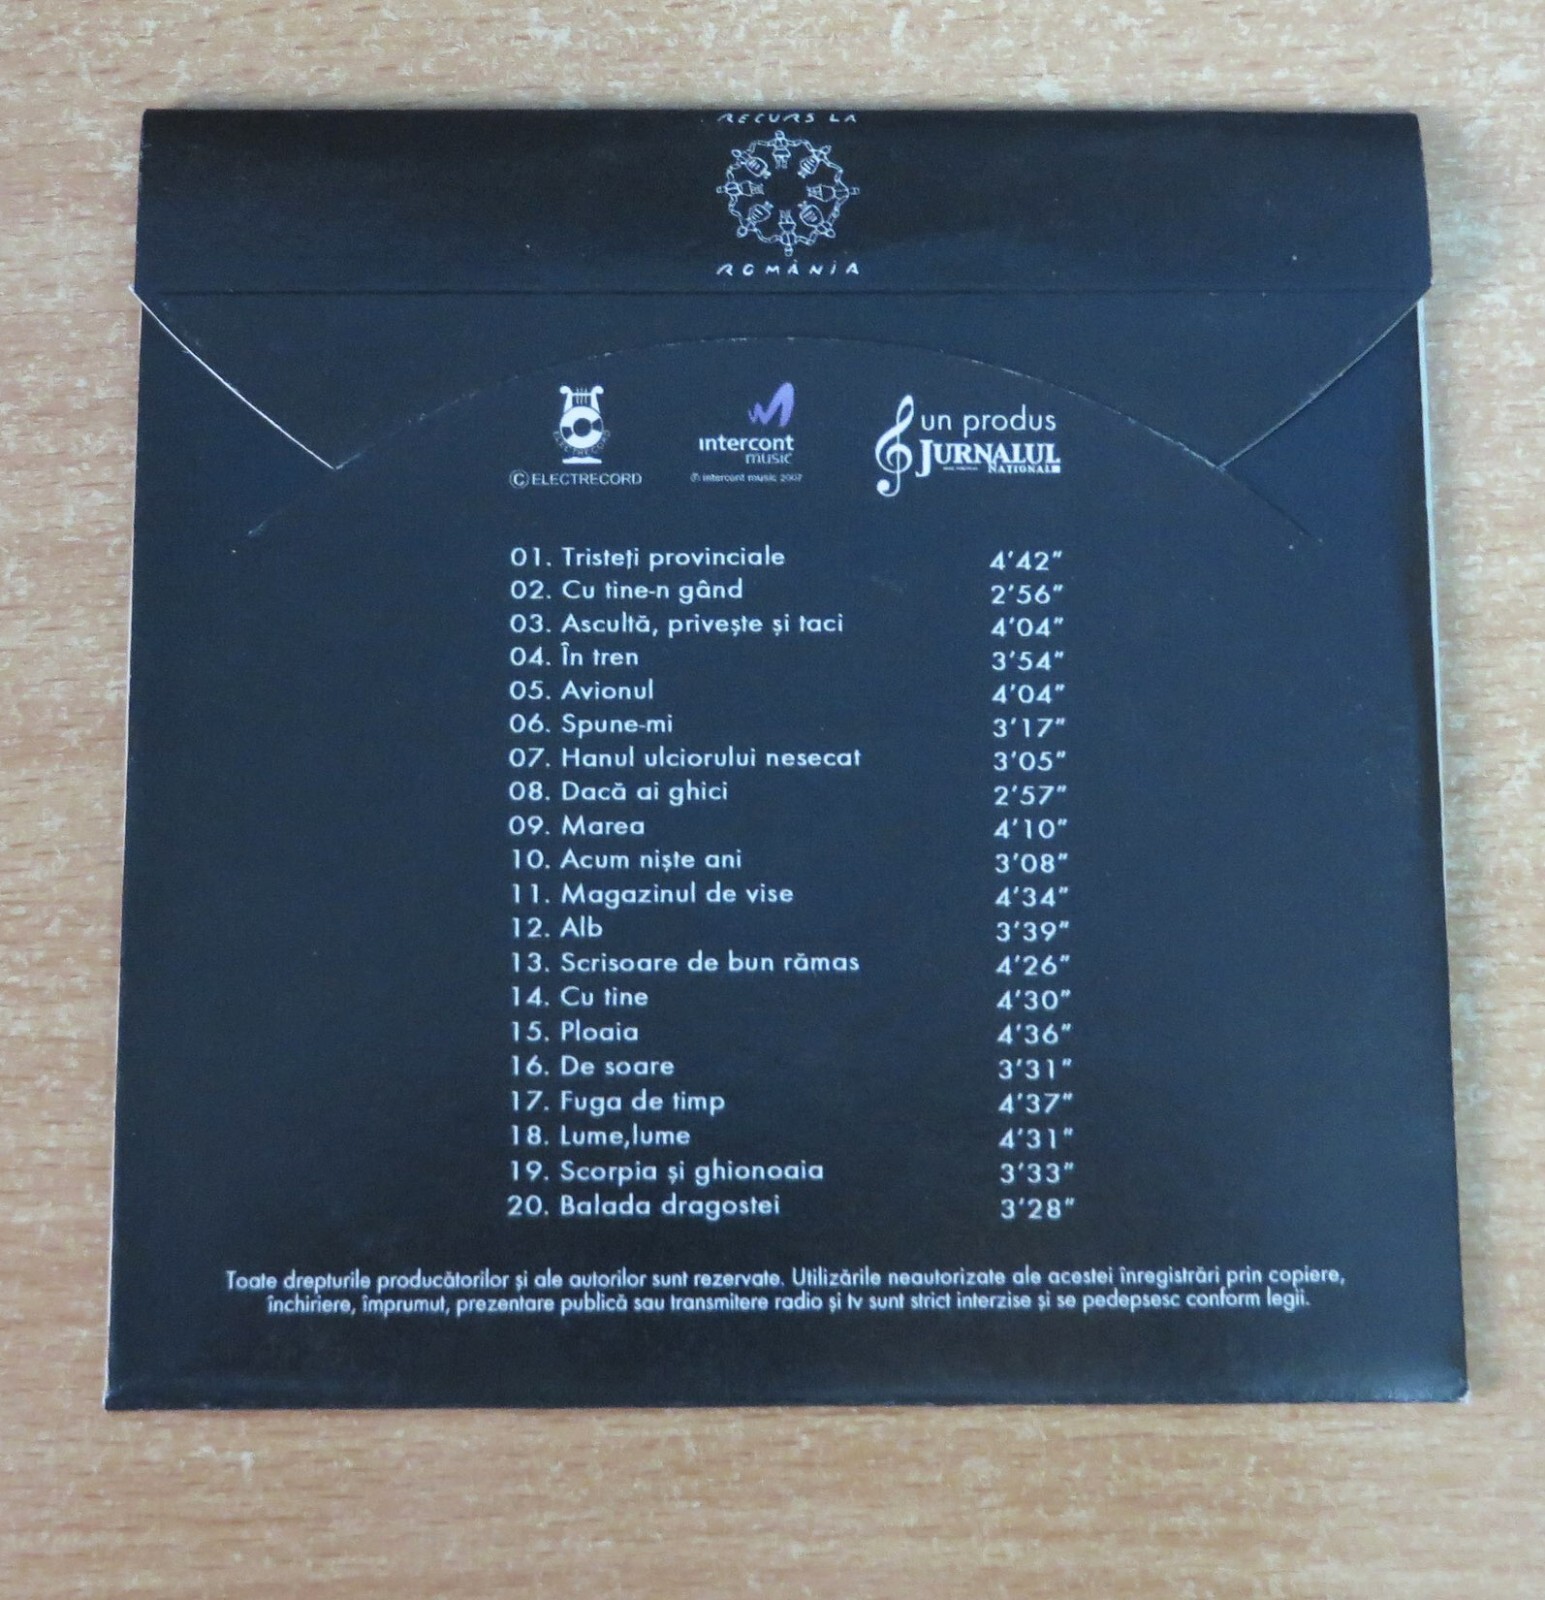 RECURS LA
ROMÂNIA
© ELECTRECORD
intercont
music
℗ intercont music 2007
un produs
JURNALUL
NAȚIONAL
01. Tristeți provinciale 4'42"
02. Cu tine-n gând 2'56"
03. Ascultă, privește și taci 4'04"
04. În tren 3'54"
05. Avionul 4'04"
06. Spune-mi 3'17"
07. Hanul ulciorului nesecat 3'05"
08. Dacă ai ghici 2'57"
09. Marea 4'10"
10. Acum niște ani 3'08"
11. Magazinul de vise 4'34"
12. Alb 3'39"
13. Scrisoare de bun rămas 4'26"
14. Cu tine 4'30"
15. Ploaia 4'36"
16. De soare 3'31"
17. Fuga de timp 4'37"
18. Lume,lume 4'31"
19. Scorpia și ghionoaia 3'33"
20. Balada dragostei 3'28"
Toate drepturile producătorilor și ale autorilor sunt rezervate. Utilizările neautorizate ale acestei înregistrări prin copiere,
închiriere, împrumut, prezentare publică sau transmitere radio și tv sunt strict interzise și se pedepsesc conform legii.